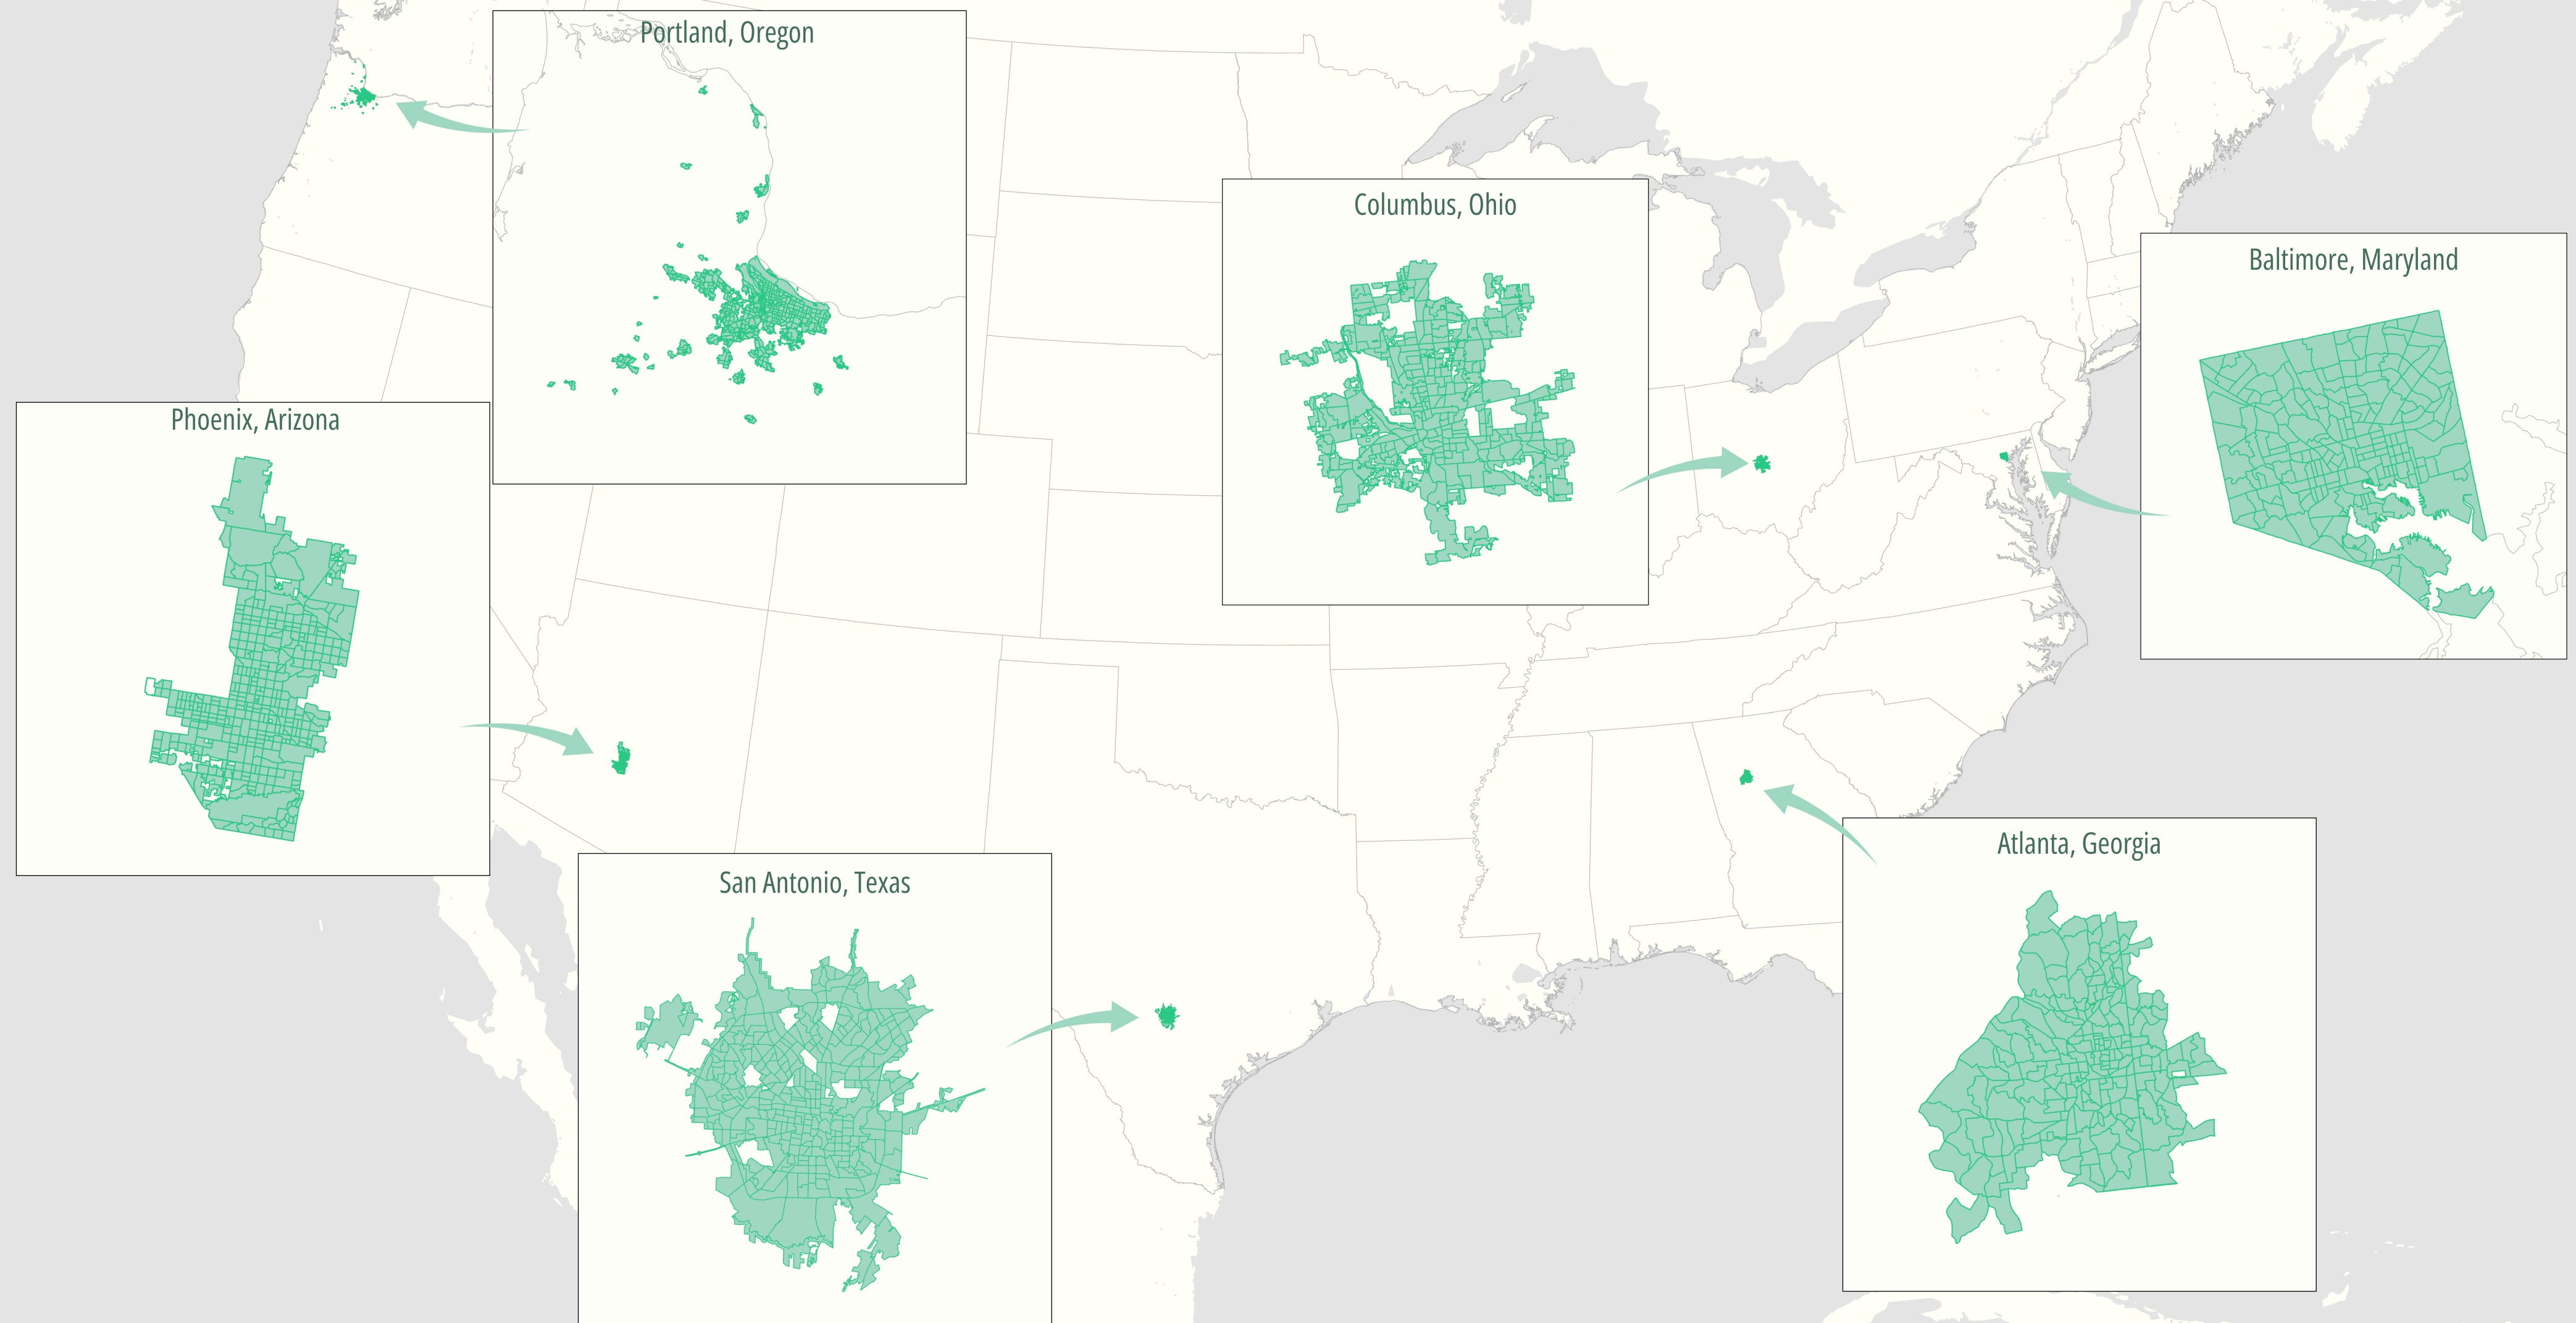 Portland, Oregon
Columbus, Ohio
Baltimore, Maryland
Phoenix, Arizona
San Antonio, Texas
Atlanta, Georgia